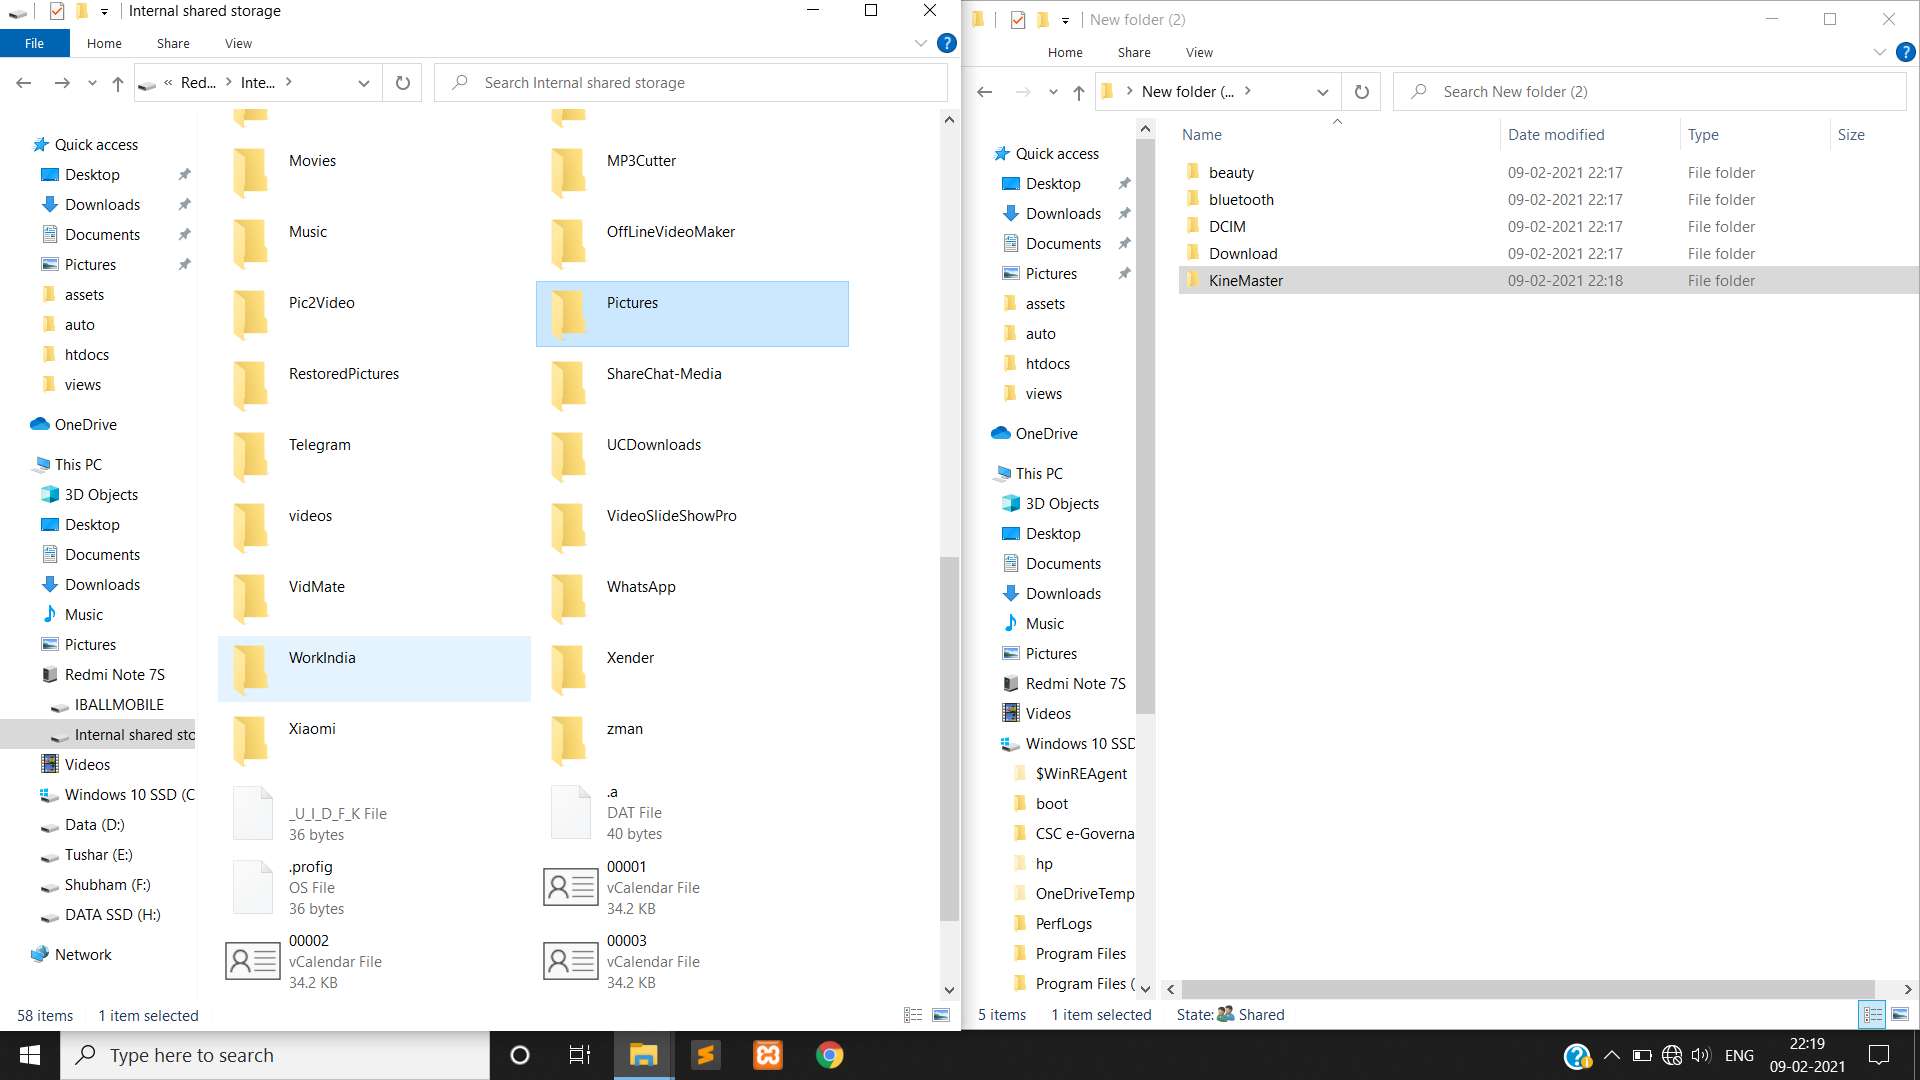 Internal shared storage
File
Home
Share
View
« Red... > Inte... >
Search Internal shared storage
Quick access
Desktop
Downloads
Documents
Pictures
assets
auto
htdocs
views
OneDrive
This PC
3D Objects
Desktop
Documents
Downloads
Music
Pictures
Redmi Note 7S
IBALLMOBILE
Internal shared sto
Videos
Windows 10 SSD (C
Data (D:)
Tushar (E:)
Shubham (F:)
DATA SSD (H:)
Network
Movies
MP3Cutter
Music
OffLineVideoMaker
Pic2Video
Pictures
RestoredPictures
ShareChat-Media
Telegram
UCDownloads
videos
VideoSlideShowPro
VidMate
WhatsApp
WorkIndia
Xender
Xiaomi
zman
_U_I_D_F_K File
36 bytes
.a
DAT File
40 bytes
.profig
OS File
36 bytes
00001
vCalendar File
34.2 KB
00002
vCalendar File
34.2 KB
00003
vCalendar File
34.2 KB
58 items
1 item selected
New folder (2)
Home
Share
View
> New folder (... >
Search New folder (2)
Quick access
Desktop
Downloads
Documents
Pictures
assets
auto
htdocs
views
OneDrive
This PC
3D Objects
Desktop
Documents
Downloads
Music
Pictures
Redmi Note 7S
Videos
Windows 10 SSD
$WinREAgent
boot
CSC e-Governa
hp
OneDriveTemp
PerfLogs
Program Files
Program Files (
Name Date modified Type Size
beauty 09-02-2021 22:17 File folder
bluetooth 09-02-2021 22:17 File folder
DCIM 09-02-2021 22:17 File folder
Download 09-02-2021 22:17 File folder
KineMaster 09-02-2021 22:18 File folder
5 items
1 item selected
State: Shared
Type here to search
ENG
22:19
09-02-2021